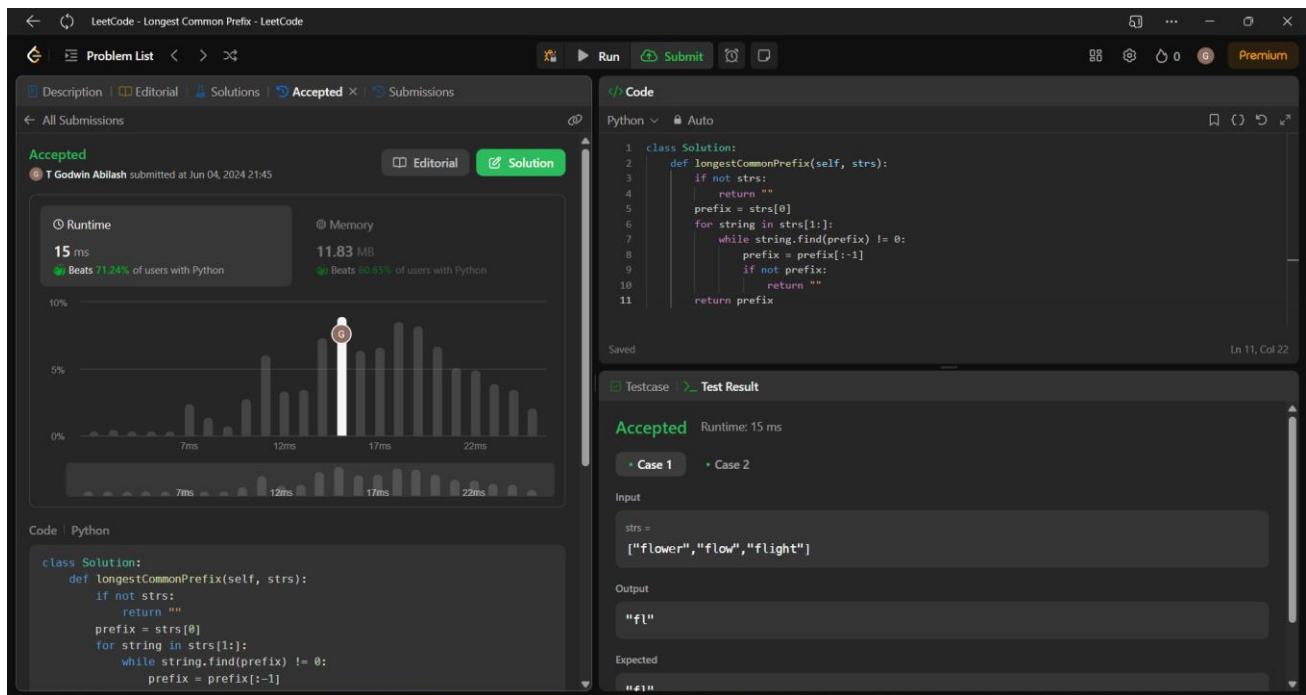 LeetCode - Longest Common Prefix - LeetCode
Problem List
Run
Submit
0
G
Premium
Description
Editorial
Solutions
Accepted
Submissions
All Submissions
Accepted
G T Godwin Abilash submitted at Jun 04, 2024 21:45
Editorial
Solution
Runtime
15 ms
Beats 71.24% of users with Python
Memory
11.83 MB
Beats 60.65% of users with Python
10%
5%
0%
G
7ms 12ms 17ms 22ms
7ms 12ms 17ms 22ms
Code Python
class Solution:
    def longestCommonPrefix(self, strs):
        if not strs:
            return ""
        prefix = strs[0]
        for string in strs[1:]:
            while string.find(prefix) != 0:
                prefix = prefix[:-1]
</> Code
Python Auto
1 class Solution:
2     def longestCommonPrefix(self, strs):
3         if not strs:
4             return ""
5         prefix = strs[0]
6         for string in strs[1:]:
7             while string.find(prefix) != 0:
8                 prefix = prefix[:-1]
9                 if not prefix:
10                     return ""
11         return prefix
Saved
Ln 11, Col 22
Testcase
Test Result
Accepted Runtime: 15 ms
Case 1
Case 2
Input
strs =
["flower","flow","flight"]
Output
"fl"
Expected
"fl"